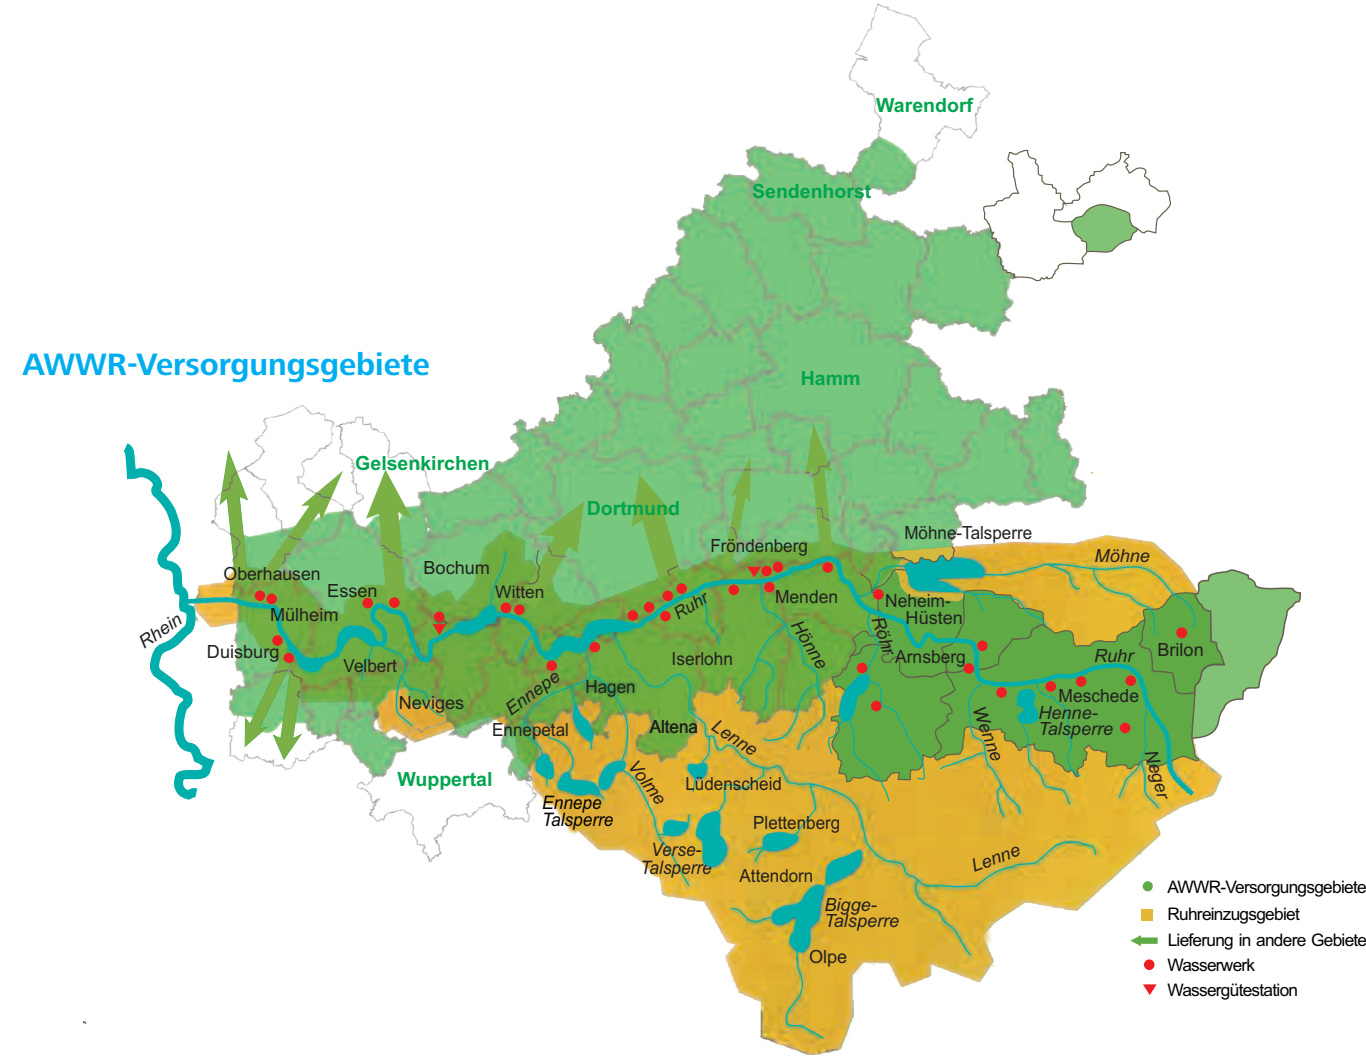 Warendorf
Sendenhorst
AWWR-Versorgungsgebiete
Hamm
Gelsenkirchen
Dortmund
Möhne-Talsperre
Fröndenberg
Möhne
Bochum
Oberhausen
Essen
Witten
Menden
Neheim-
Hüsten
Ruhr
Mülheim
Rhein
Hönne
Röhr
Duisburg
Velbert
Iserlohn
Arnsberg
Ruhr
Brilon
Ennepe
Hagen
Meschede
Neviges
Henne-
Talsperre
Ennepetal
Altena
Lenne
Wenne
Neger
Wuppertal
Volme
Lüdenscheid
Ennepe
Talsperre
Plettenberg
Verse-
Talsperre
Lenne
Attendorn
Bigge-
Talsperre
Olpe
AWWR-Versorgungsgebiete
Ruhreinzugsgebiet
Lieferung in andere Gebiete
Wasserwerk
Wassergütestation